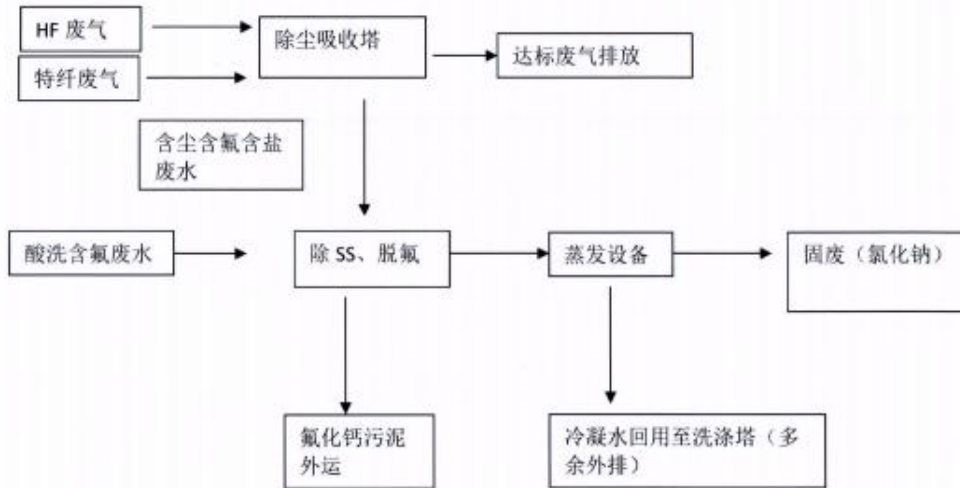 HF 废气
除尘吸收塔
达标废气排放
特纤废气
含尘含氟含盐
废水
酸洗含氟废水
除 SS、脱氟
蒸发设备
固废（氯化钠）
氟化钙污泥
外运
冷凝水回用至洗涤塔（多
余外排）